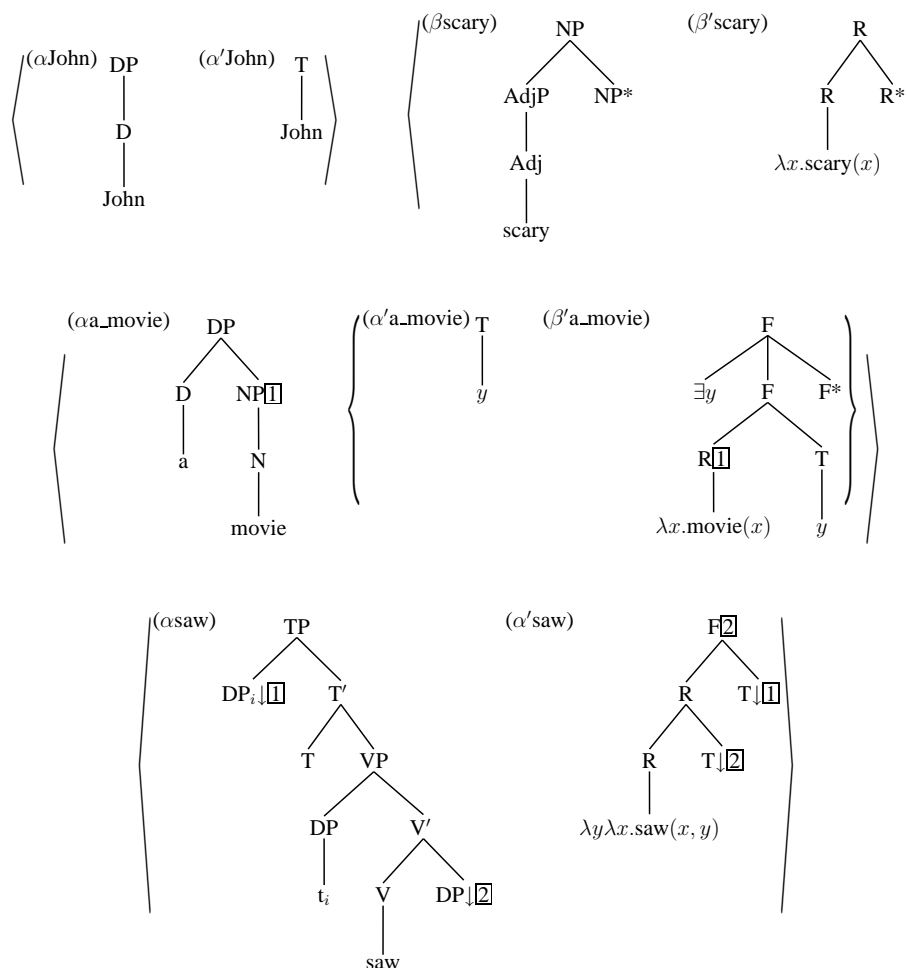 (αJohn) DP (α′John) T (βscary) NP (β′scary) R
D John AdjP NP* R R*
John Adj λx.scary(x)
scary
(αa_movie) DP (α′a_movie) T (β′a_movie) F
D NP1 y ∃y F F*
a N R1 T
movie λx.movie(x) y
(αsaw) TP (α′saw) F2
DPᵢ↓1 T′ R T↓1
T VP R T↓2
DP V′ λyλx.saw(x, y)
tᵢ V DP↓2
saw